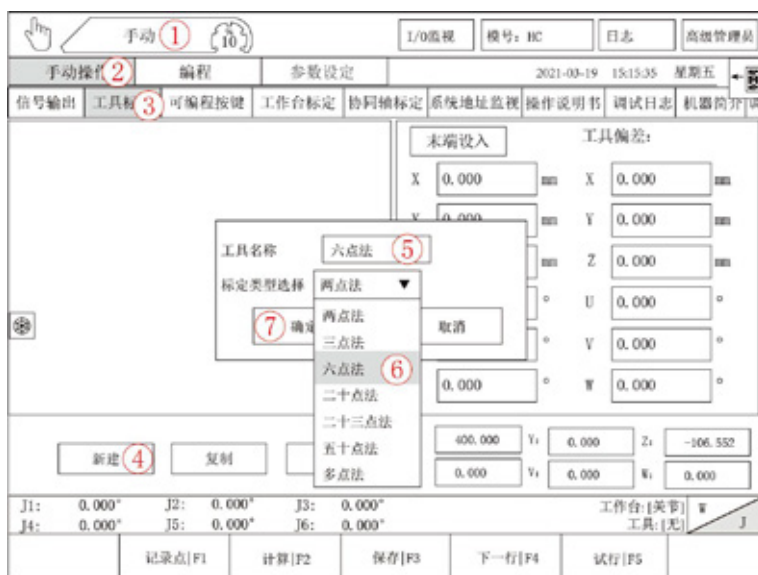 手动 ① % 10 I/O监视 模号: HC 日志 高级管理员
手动操作 ② 编程 参数设定 2021-03-19 15:15:35 星期五
信号输出 工具标 ③ 可编程按键 工作台标定 协同轴标定 系统地址监视 操作说明书 调试日志 机器简介
末端设入 工具偏差:
X 0.000 mm X 0.000 mm
Y 0.000 mm Y 0.000 mm
工具名称 六点法 ⑤
mm Z 0.000 mm
标定类型选择 两点法 ▼
° U 0.000 °
两点法
⑦ 确定 取消
三点法
° V 0.000 °
六点法 ⑥
0.000 ° W 0.000 °
二十点法
二十三点法
五十点法
多点法
新建 ④ 复制
400.000 Y: 0.000 Z: -106.552
0.000 V: 0.000 W: 0.000
J1: 0.000° J2: 0.000° J3: 0.000° 工作台:[关节] W
J4: 0.000° J5: 0.000° J6: 0.000° 工具:[无] J
记录点|F1 计算|F2 保存|F3 下一行|F4 试行|F5